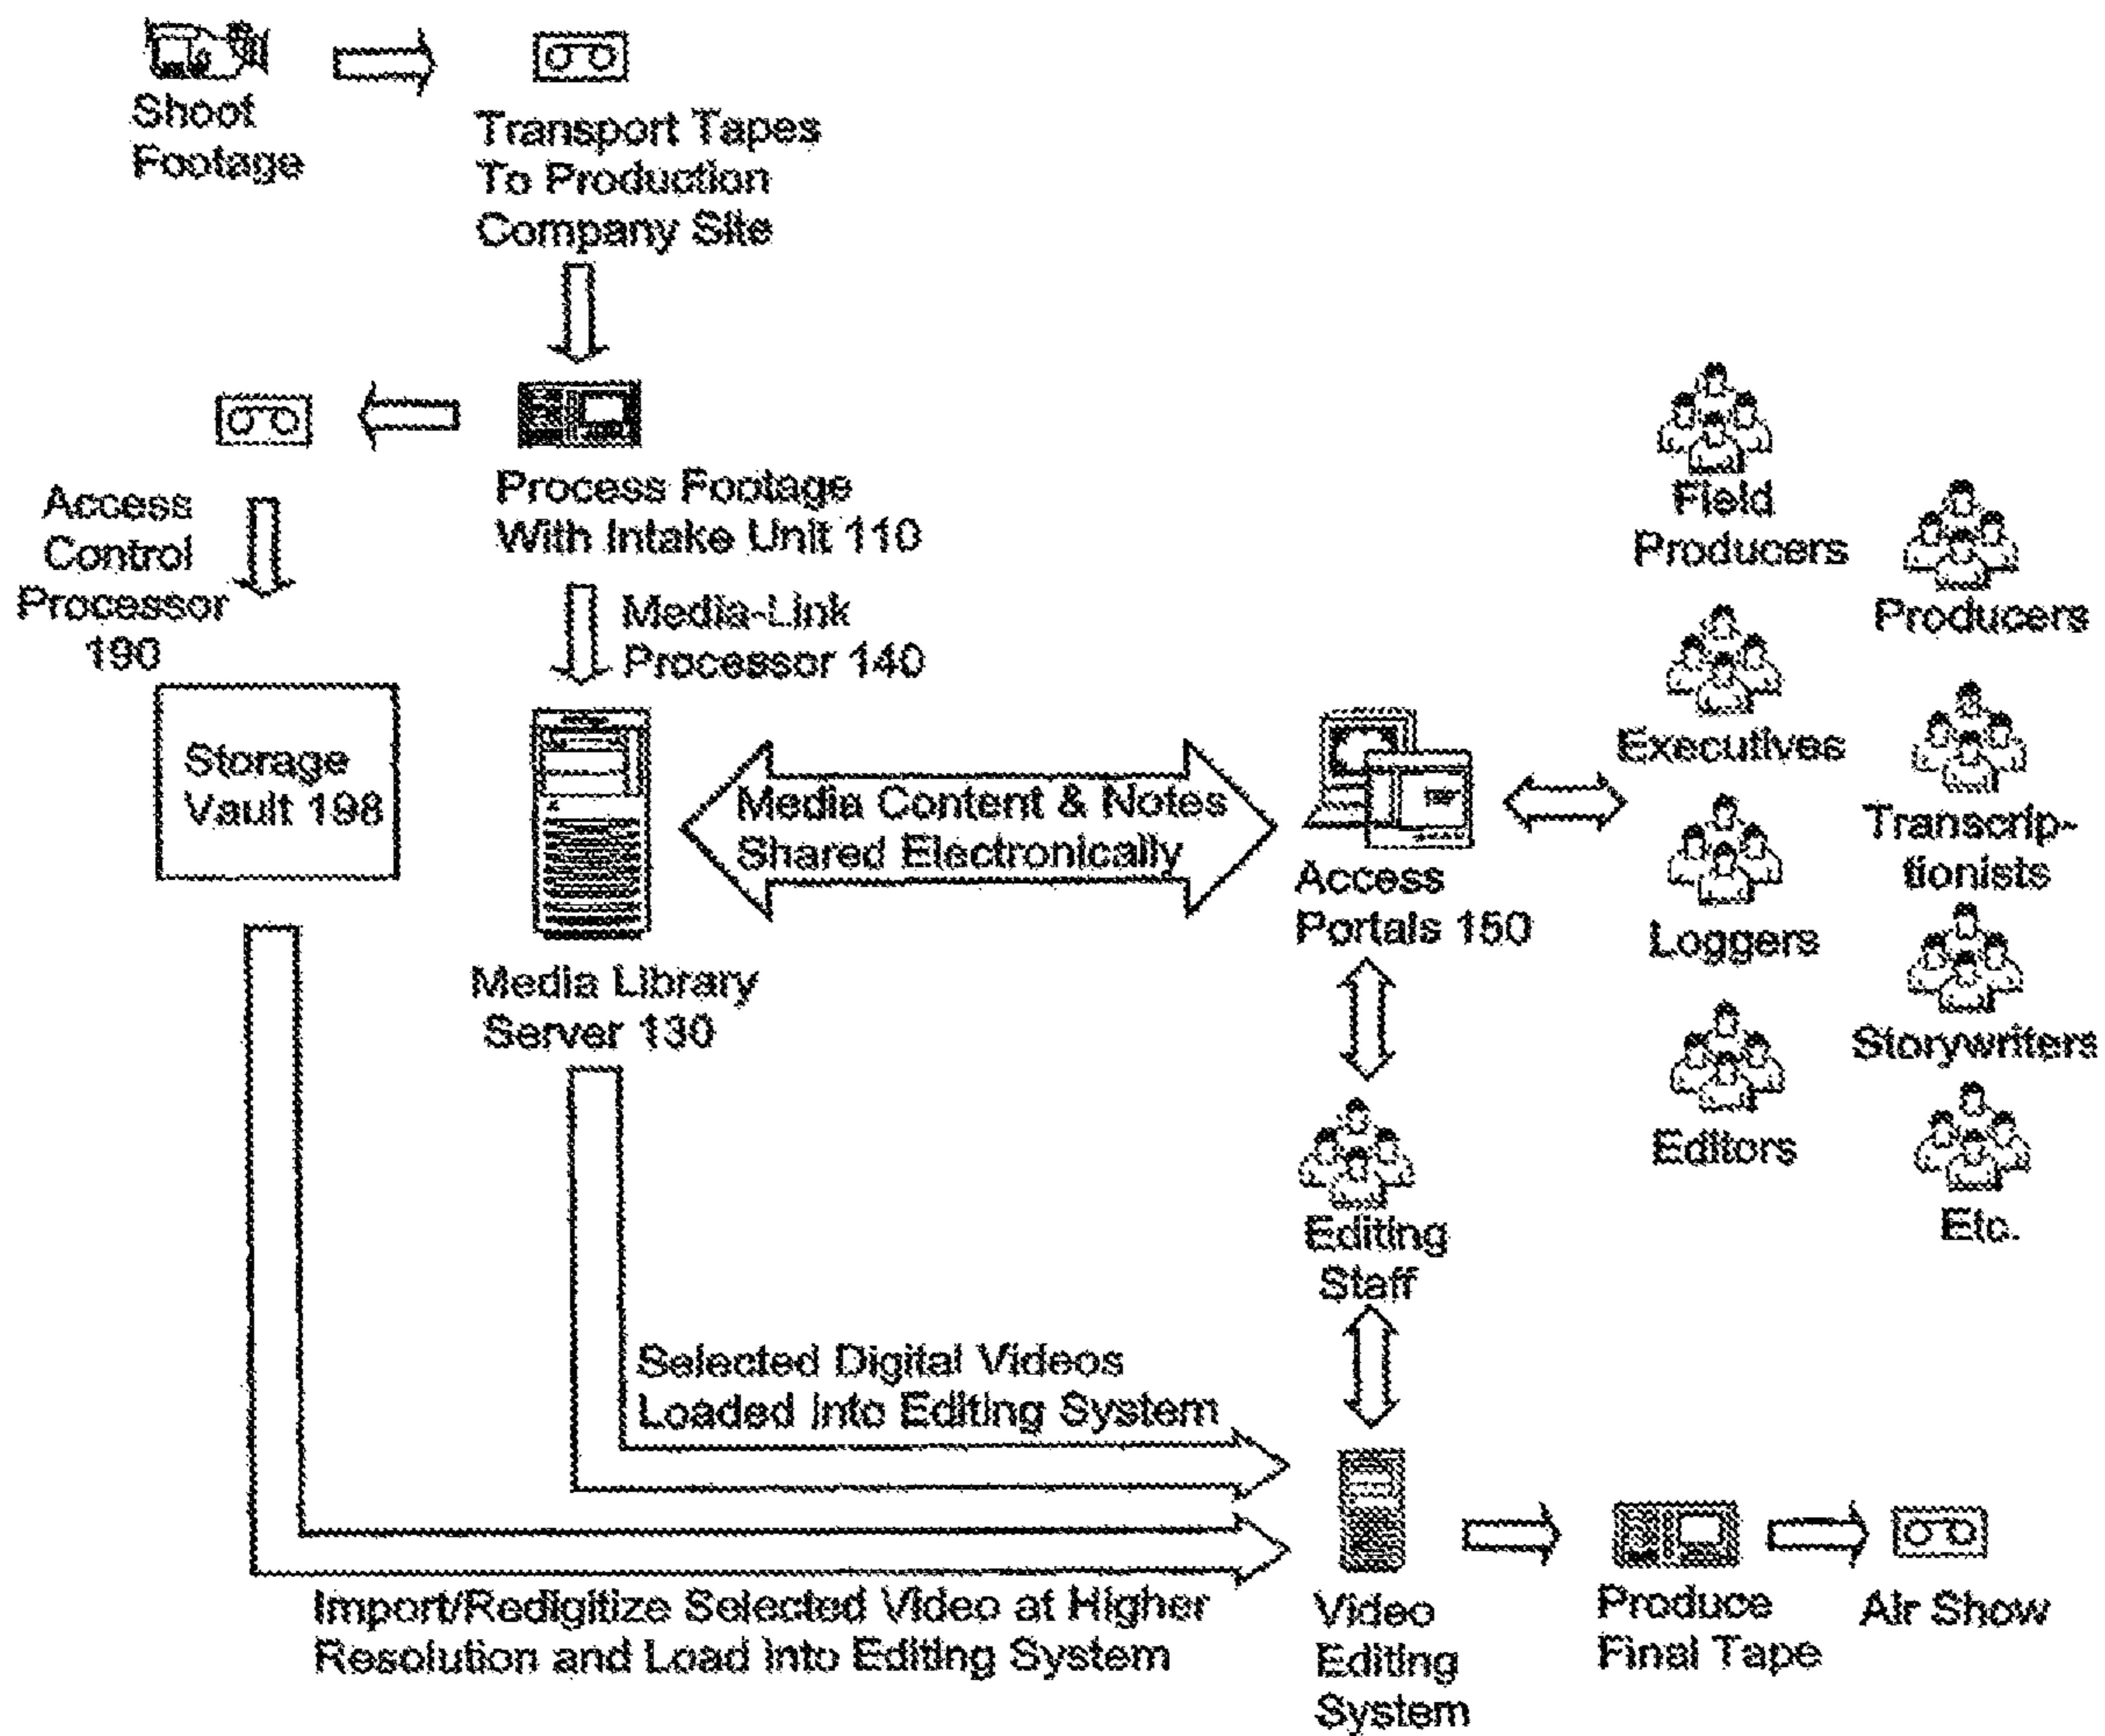 Shoot
Footage
Transport Tapes
To Production
Company Site
Process Footage
With Intake Unit 110
Access
Control
Processor
190
Media-Link
Processor 140
Storage
Vault 198
Media Content & Notes
Shared Electronically
Media Library
Server 130
Access
Portals 150
Field
Producers
Producers
Executives
Transcrip-
tionists
Loggers
Storywriters
Editors
Etc.
Editing
Staff
Selected Digital Videos
Loaded Into Editing System
Import/Redigitize Selected Video at Higher
Resolution and Load Into Editing System
Video
Editing
System
Produce
Final Tape
Air Show